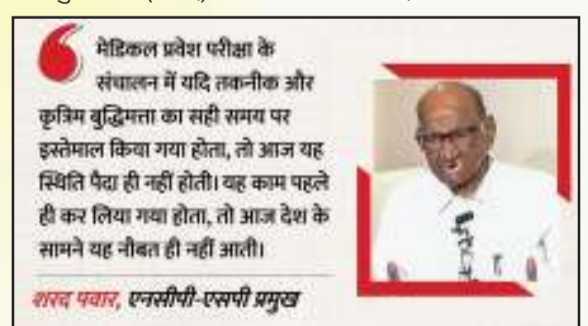 मेडिकल प्रवेश परीक्षा के
संचालन में यदि तकनीक और
कृत्रिम बुद्धिमत्ता का सही समय पर
इस्तेमाल किया गया होता, तो आज यह
स्थिति पैदा ही नहीं होती। यह काम पहले
ही कर लिया गया होता, तो आज देश के
सामने यह नौबत ही नहीं आती।
शरद पवार, एनसीपी-एसपी प्रमुख